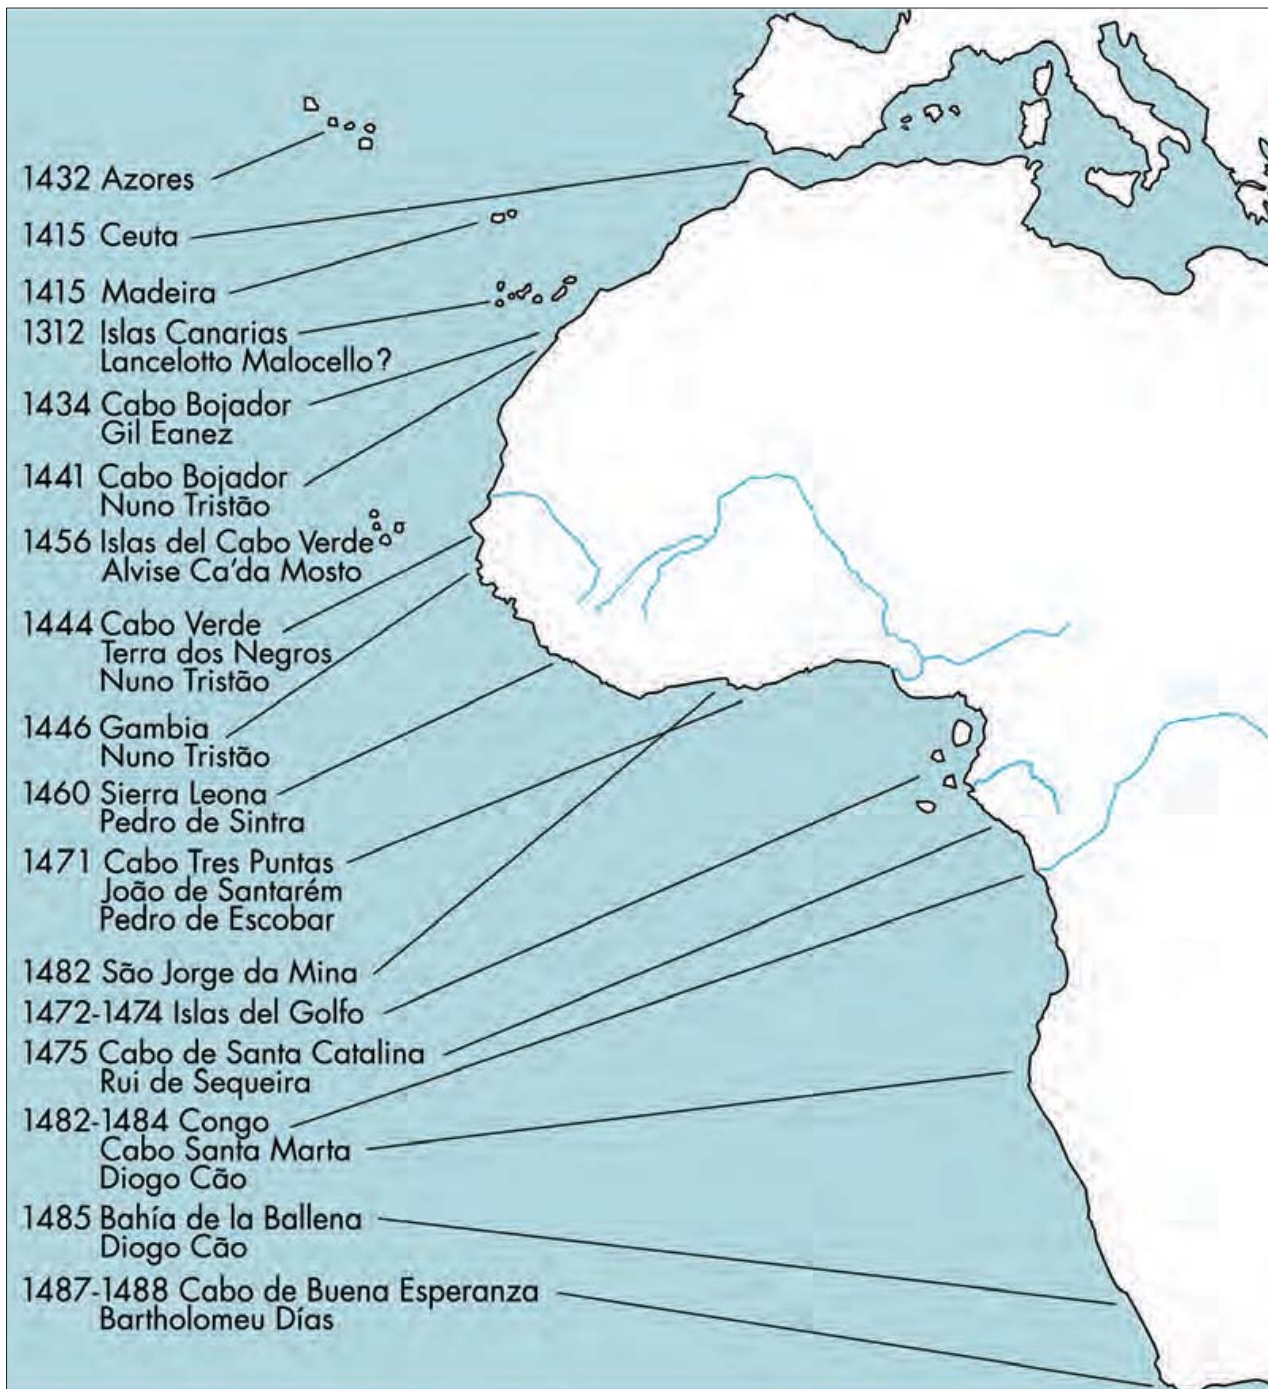 1432 Azores
1415 Ceuta
1415 Madeira
1312 Islas Canarias
Lancelotto Malocello?
1434 Cabo Bojador
Gil Eanez
1441 Cabo Bojador
Nuno Tristão
1456 Islas del Cabo Verde
Alvise Ca'da Mosto
1444 Cabo Verde
Terra dos Negros
Nuno Tristão
1446 Gambia
Nuno Tristão
1460 Sierra Leona
Pedro de Sintra
1471 Cabo Tres Puntas
João de Santarém
Pedro de Escobar
1482 São Jorge da Mina
1472-1474 Islas del Golfo
1475 Cabo de Santa Catalina
Rui de Sequeira
1482-1484 Congo
Cabo Santa Marta
Diogo Cão
1485 Bahía de la Ballena
Diogo Cão
1487-1488 Cabo de Buena Esperanza
Bartholomeu Días